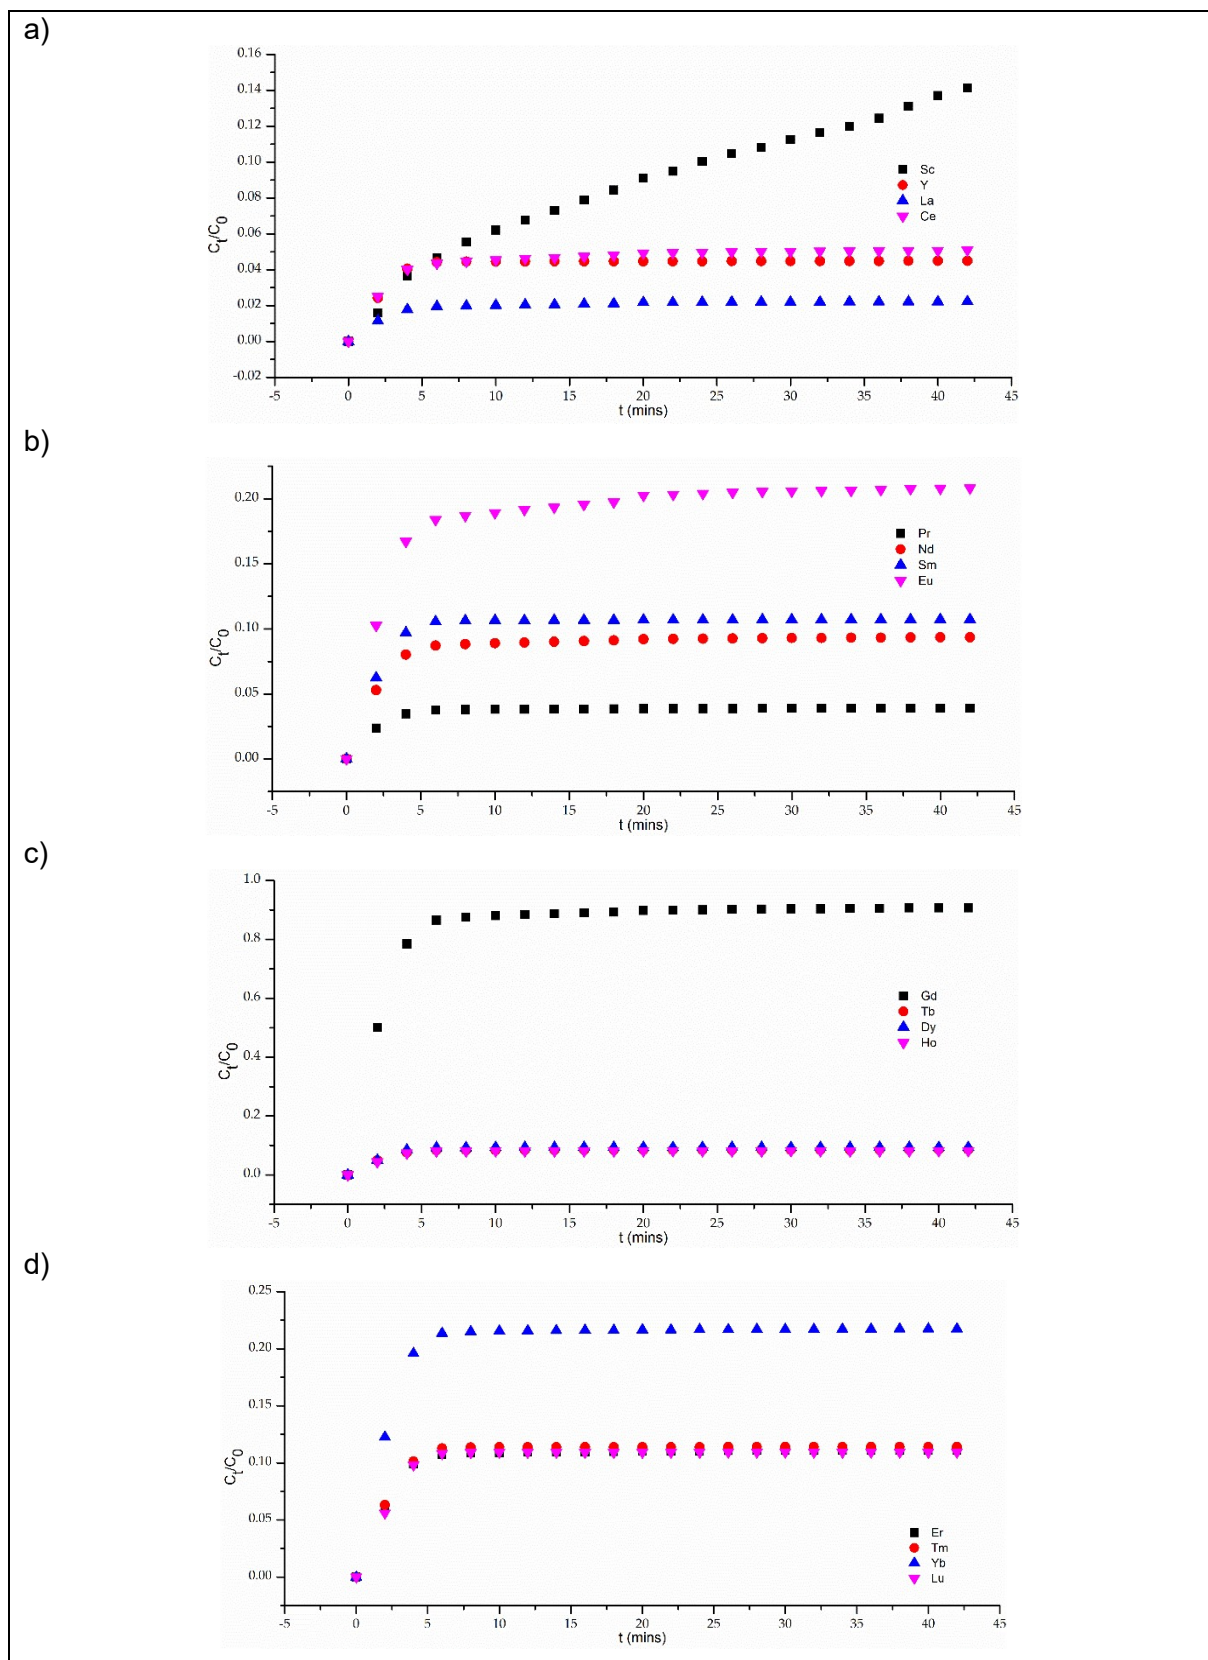 a)
0.16
0.14
0.12
0.10
0.08
0.06
0.04
0.02
0.00
-0.02
Ct/C0
Sc
Y
La
Ce
-5 0 5 10 15 20 25 30 35 40 45
t (mins)
b)
0.20
0.15
0.10
0.05
0.00
Ct/C0
Pr
Nd
Sm
Eu
-5 0 5 10 15 20 25 30 35 40 45
t (mins)
c)
1.0
0.8
0.6
0.4
0.2
0.0
Ct/C0
Gd
Tb
Dy
Ho
-5 0 5 10 15 20 25 30 35 40 45
t (mins)
d)
0.25
0.20
0.15
0.10
0.05
0.00
Ct/C0
Er
Tm
Yb
Lu
-5 0 5 10 15 20 25 30 35 40 45
t (mins)